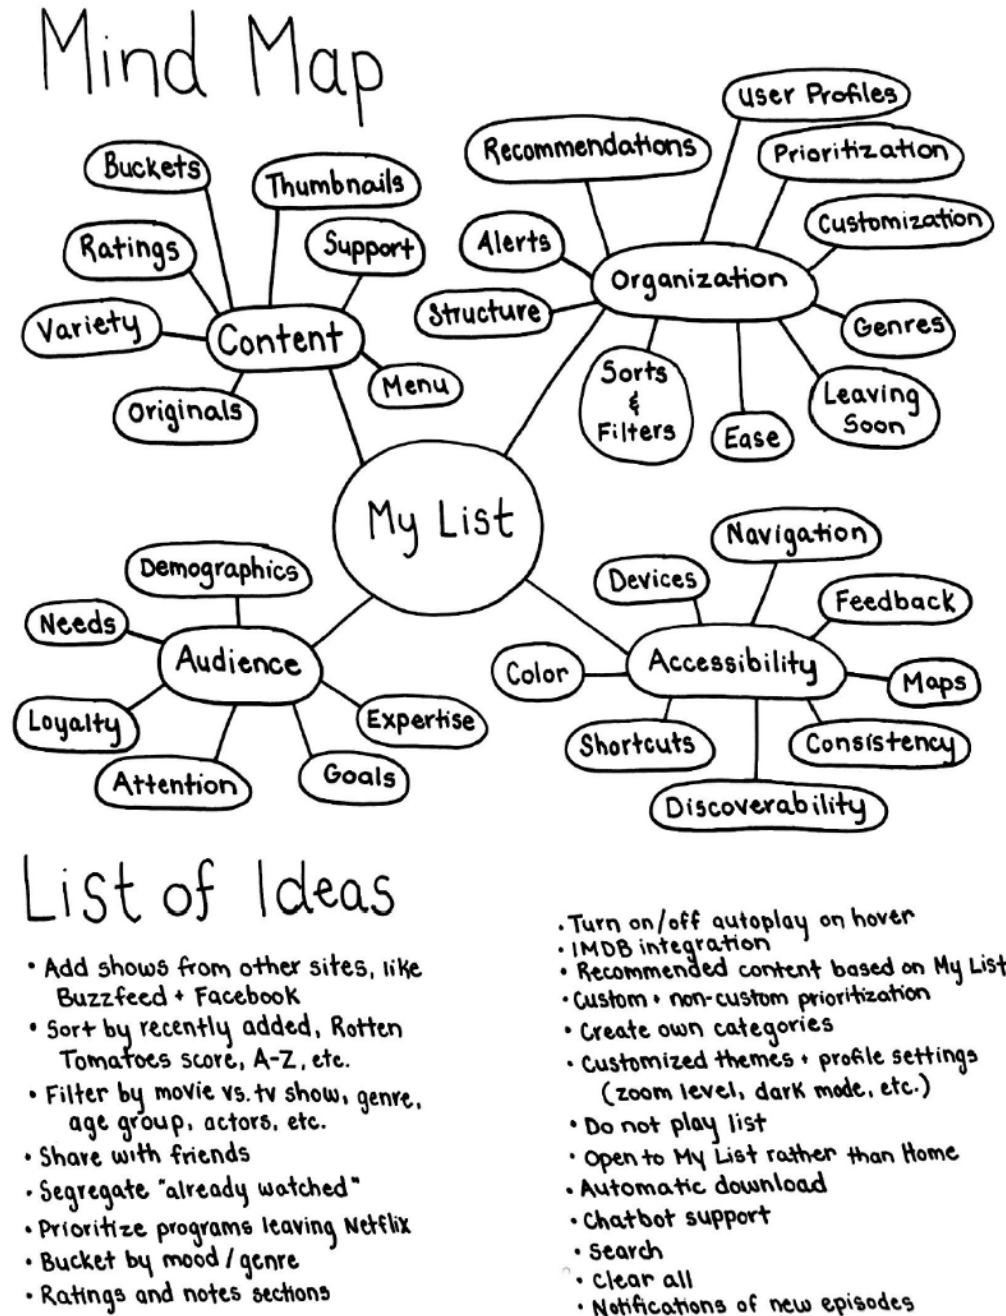 Mind Map
Buckets
Thumbnails
Ratings
Support
Variety
Content
Originals
Menu
User Profiles
Recommendations
Prioritization
Alerts
Customization
Organization
Structure
Genres
Sorts
&
Filters
Ease
Leaving
Soon
My List
Demographics
Needs
Audience
Loyalty
Expertise
Attention
Goals
Navigation
Devices
Feedback
Color
Accessibility
Maps
Shortcuts
Consistency
Discoverability
List of Ideas
• Add shows from other sites, like
Buzzfeed + Facebook
• Sort by recently added, Rotten
Tomatoes score, A-Z, etc.
• Filter by movie vs. tv show, genre,
age group, actors, etc.
• Share with friends
• Segregate "already watched"
• Prioritize programs leaving Netflix
• Bucket by mood / genre
• Ratings and notes sections
• Turn on/off autoplay on hover
• IMDB integration
• Recommended content based on My List
• Custom + non-custom prioritization
• Create own categories
• Customized themes + profile settings
(zoom level, dark mode, etc.)
• Do not play list
• Open to My List rather than Home
• Automatic download
• Chatbot support
• Search
• Clear all
• Notifications of new episodes